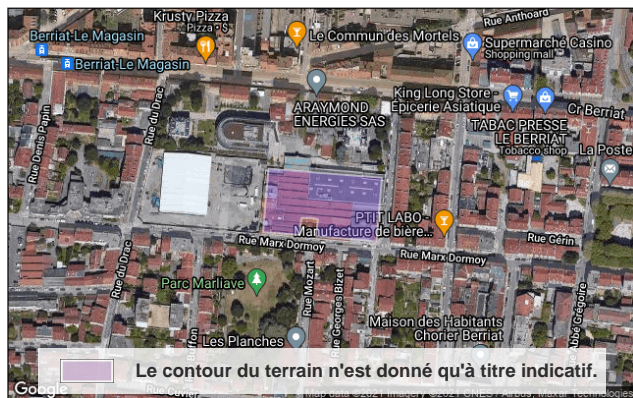 Krusty Pizza
Pizza · $
Rue Anthoard
Berriat-Le Magasin
Le Commun des Mortels
Supermarché Casino
Shopping mall
Berriat-Le Magasin
Rue Denis Papin
Rue du Drac
ARAYMOND
ENERGIES SAS
King Long Store -
Épicerie Asiatique
Cr Berriat
TABAC PRESSE
LE BERRIAT
Tobacco shop
La Poste
PTIT LABO -
Manufacture de bière...
Rue Marx Dormoy
Rue Gérin
Rue Marx Dormoy
Rue du Drac
Parc Marliave
Rue Mozart
Rue Georges Bizet
Rue Abbé Grégoire
Buffon
Les Planches
Maison des Habitants
Chorier Berriat
Le contour du terrain n'est donné qu'à titre indicatif.
Google
Rue Cuvier
Map data ©2021 Imagery ©2021 CNES / Airbus, Maxar Technologies